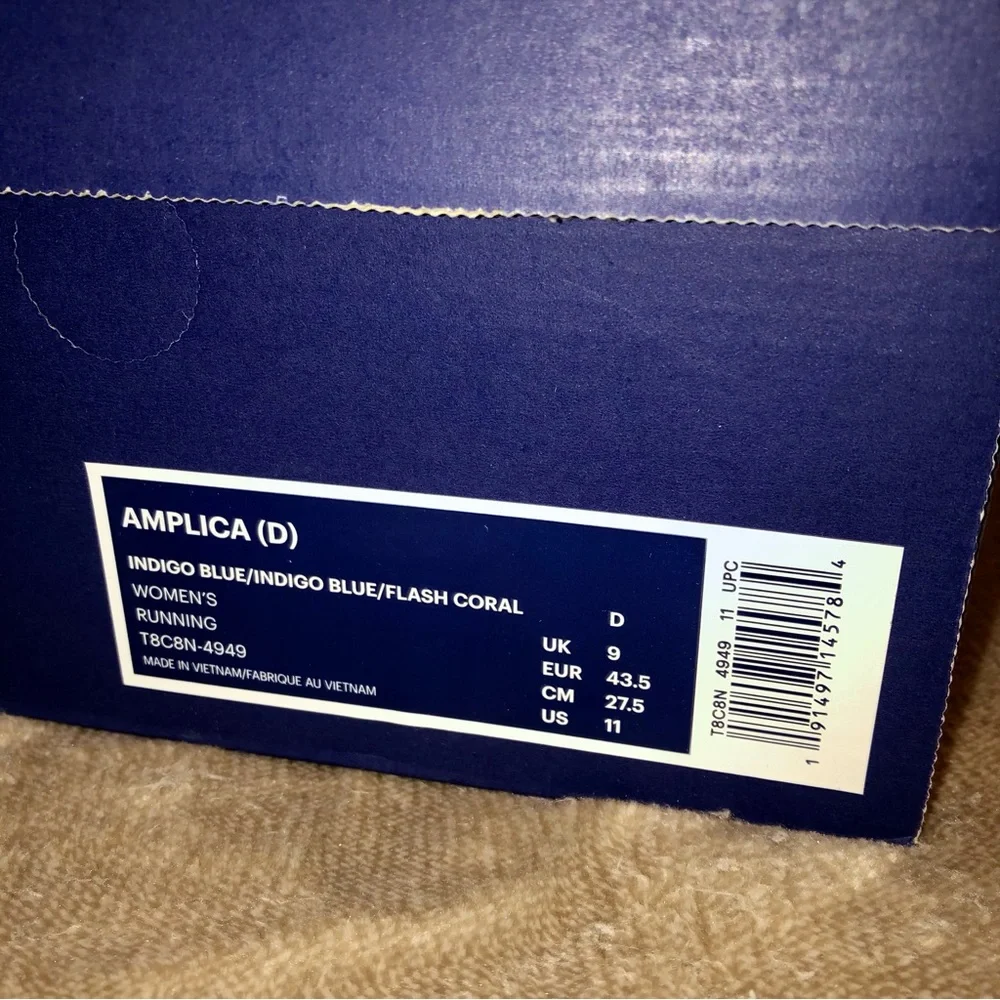 AMPLICA (D)
INDIGO BLUE/INDIGO BLUE/FLASH CORAL
WOMEN'S
RUNNING
T8C8N-4949
MADE IN VIETNAM/FABRIQUE AU VIETNAM
D
UK 9
EUR 43.5
CM 27.5
US 11
T8C8N 4949 11 UPC
1 91497 14578 4